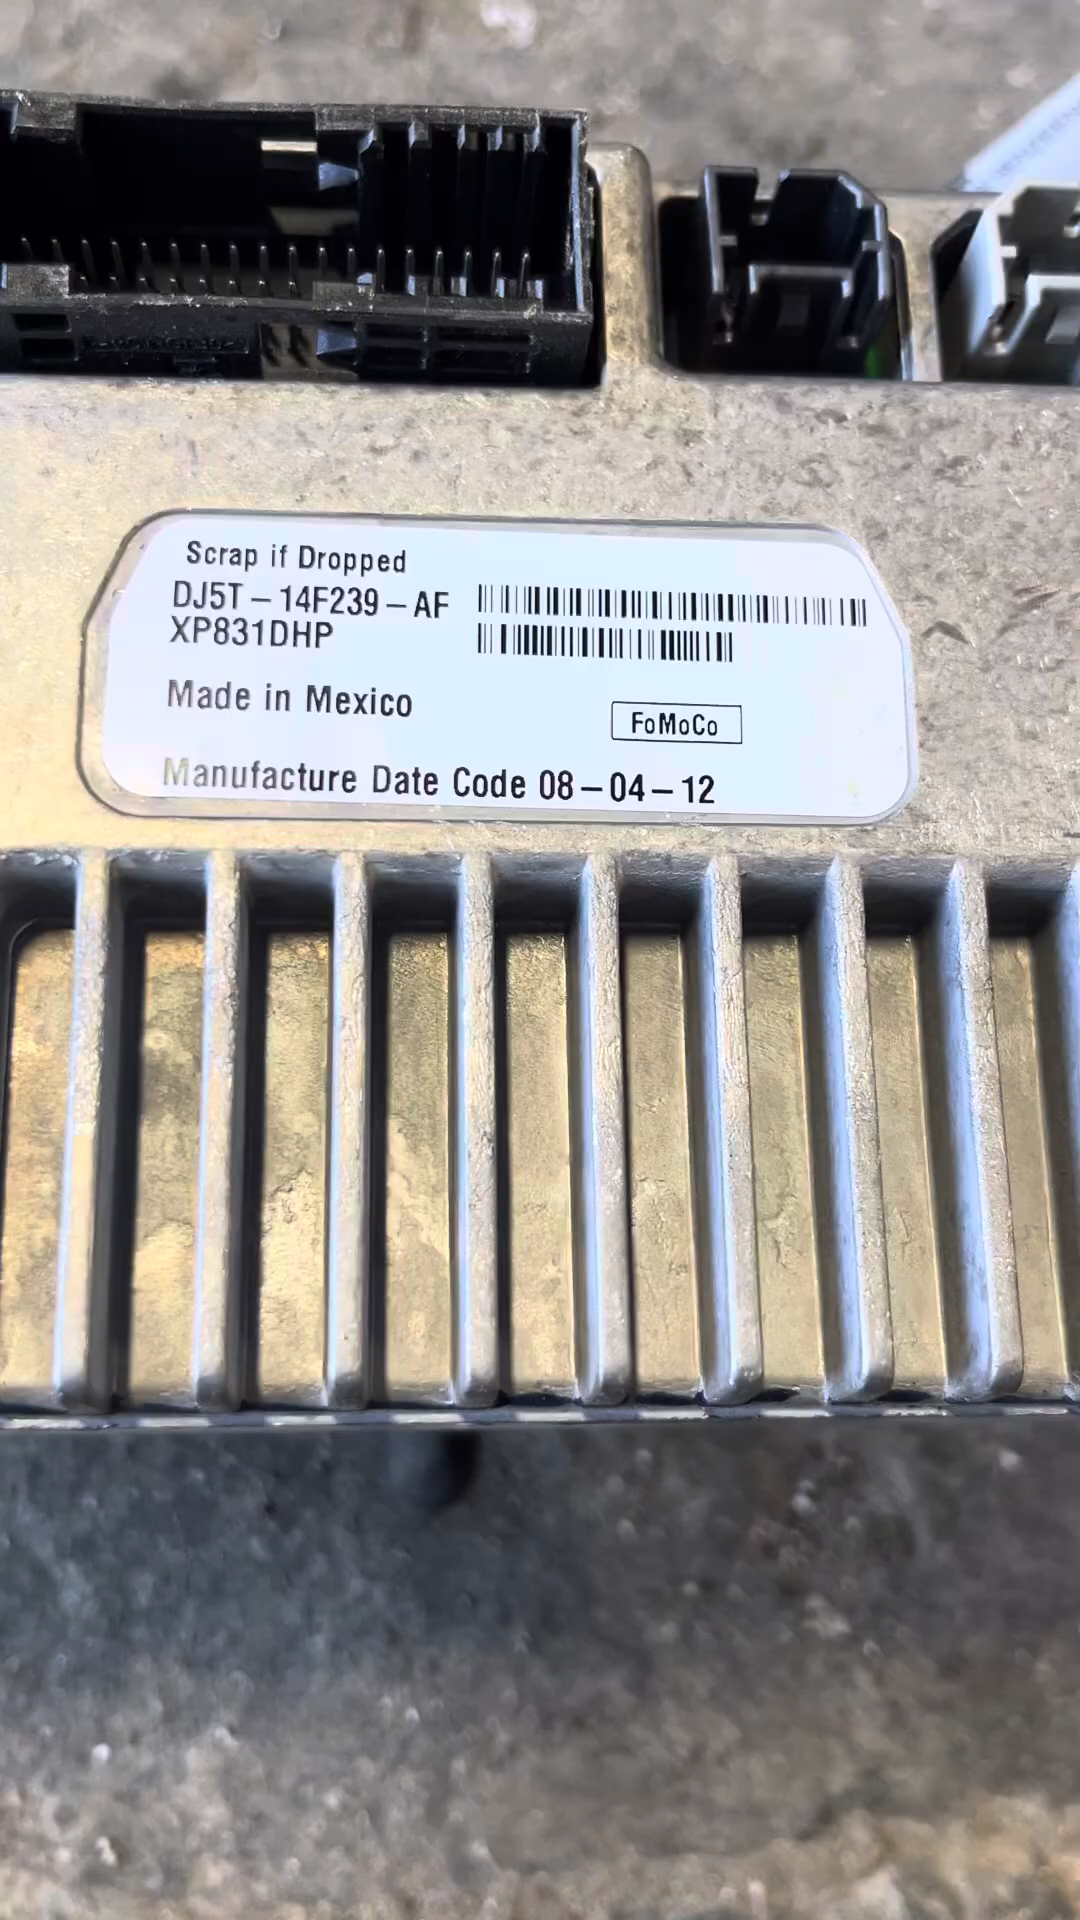 Scrap if Dropped
DJ5T-14F239-AF
XP831DHP
Made in Mexico
FoMoCo
Manufacture Date Code 08-04-12